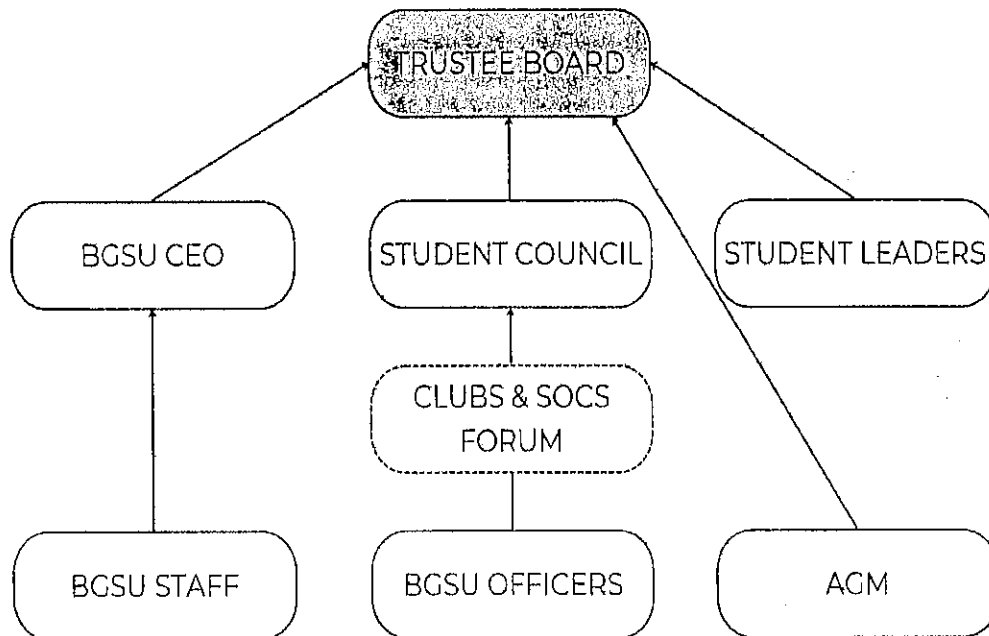 TRUSTEE BOARD
BGSU CEO
STUDENT COUNCIL
STUDENT LEADERS
CLUBS & SOCS
FORUM
BGSU STAFF
BGSU OFFICERS
AGM